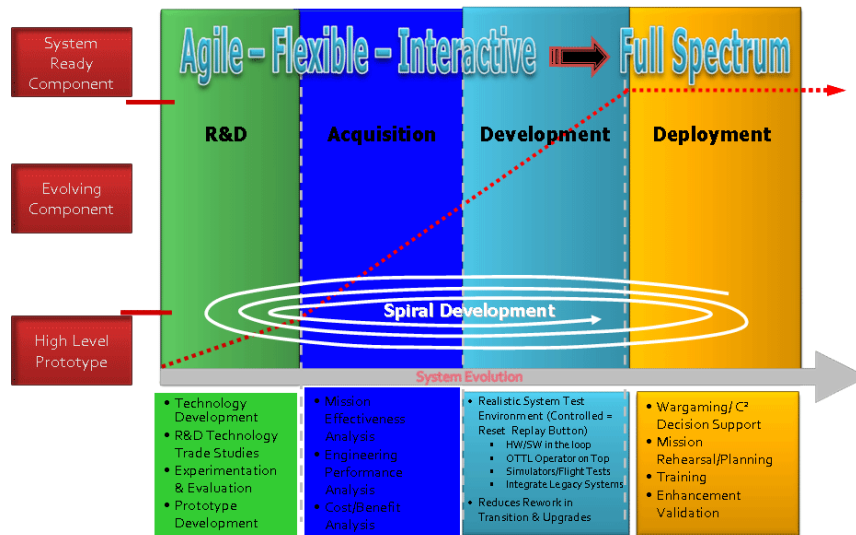 System
Ready
Component
Agile – Flexible – Interactive
Full Spectrum
R&D
Acquisition
Development
Deployment
Evolving
Component
Spiral Development
High Level
Prototype
System Evolution
• Technology
Development
• R&D Technology
Trade Studies
• Experimentation
& Evaluation
• Prototype
Development
• Mission
Effectiveness
Analysis
• Engineering
Performance
Analysis
• Cost/Benefit
Analysis
• Realistic System Test
Environment (Controlled =
Reset Replay Button)
▪ HW/SW in the loop
▪ OTTL Operator on Top
▪ Simulators/Flight Tests
▪ Integrate Legacy Systems
• Reduces Rework in
Transition & Upgrades
• Wargaming/ C²
Decision Support
• Mission
Rehearsal/Planning
• Training
• Enhancement
Validation